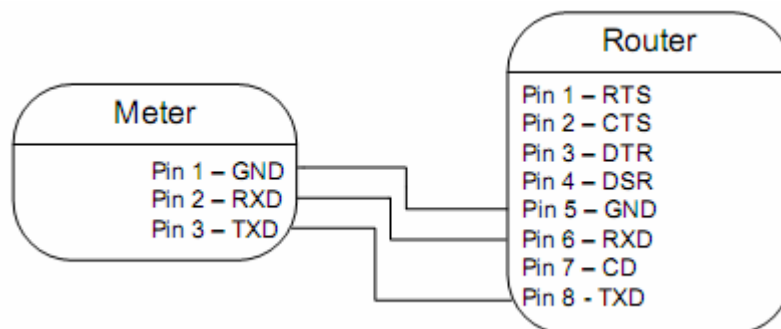 Meter
Pin 1 – GND
Pin 2 – RXD
Pin 3 – TXD
Router
Pin 1 – RTS
Pin 2 – CTS
Pin 3 – DTR
Pin 4 – DSR
Pin 5 – GND
Pin 6 – RXD
Pin 7 – CD
Pin 8 - TXD